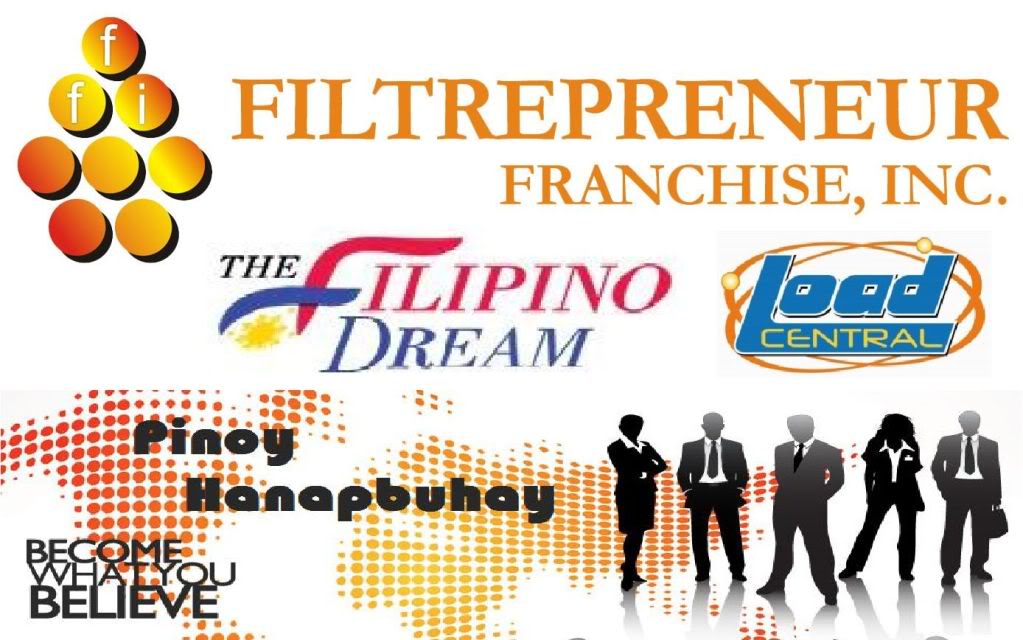 f
f i
FILTREPRENEUR
FRANCHISE, INC.
THE FILIPINO
DREAM
Load
CENTRAL
Pinoy
Hanapbuhay
BECOME
WHAT YOU
BELIEVE